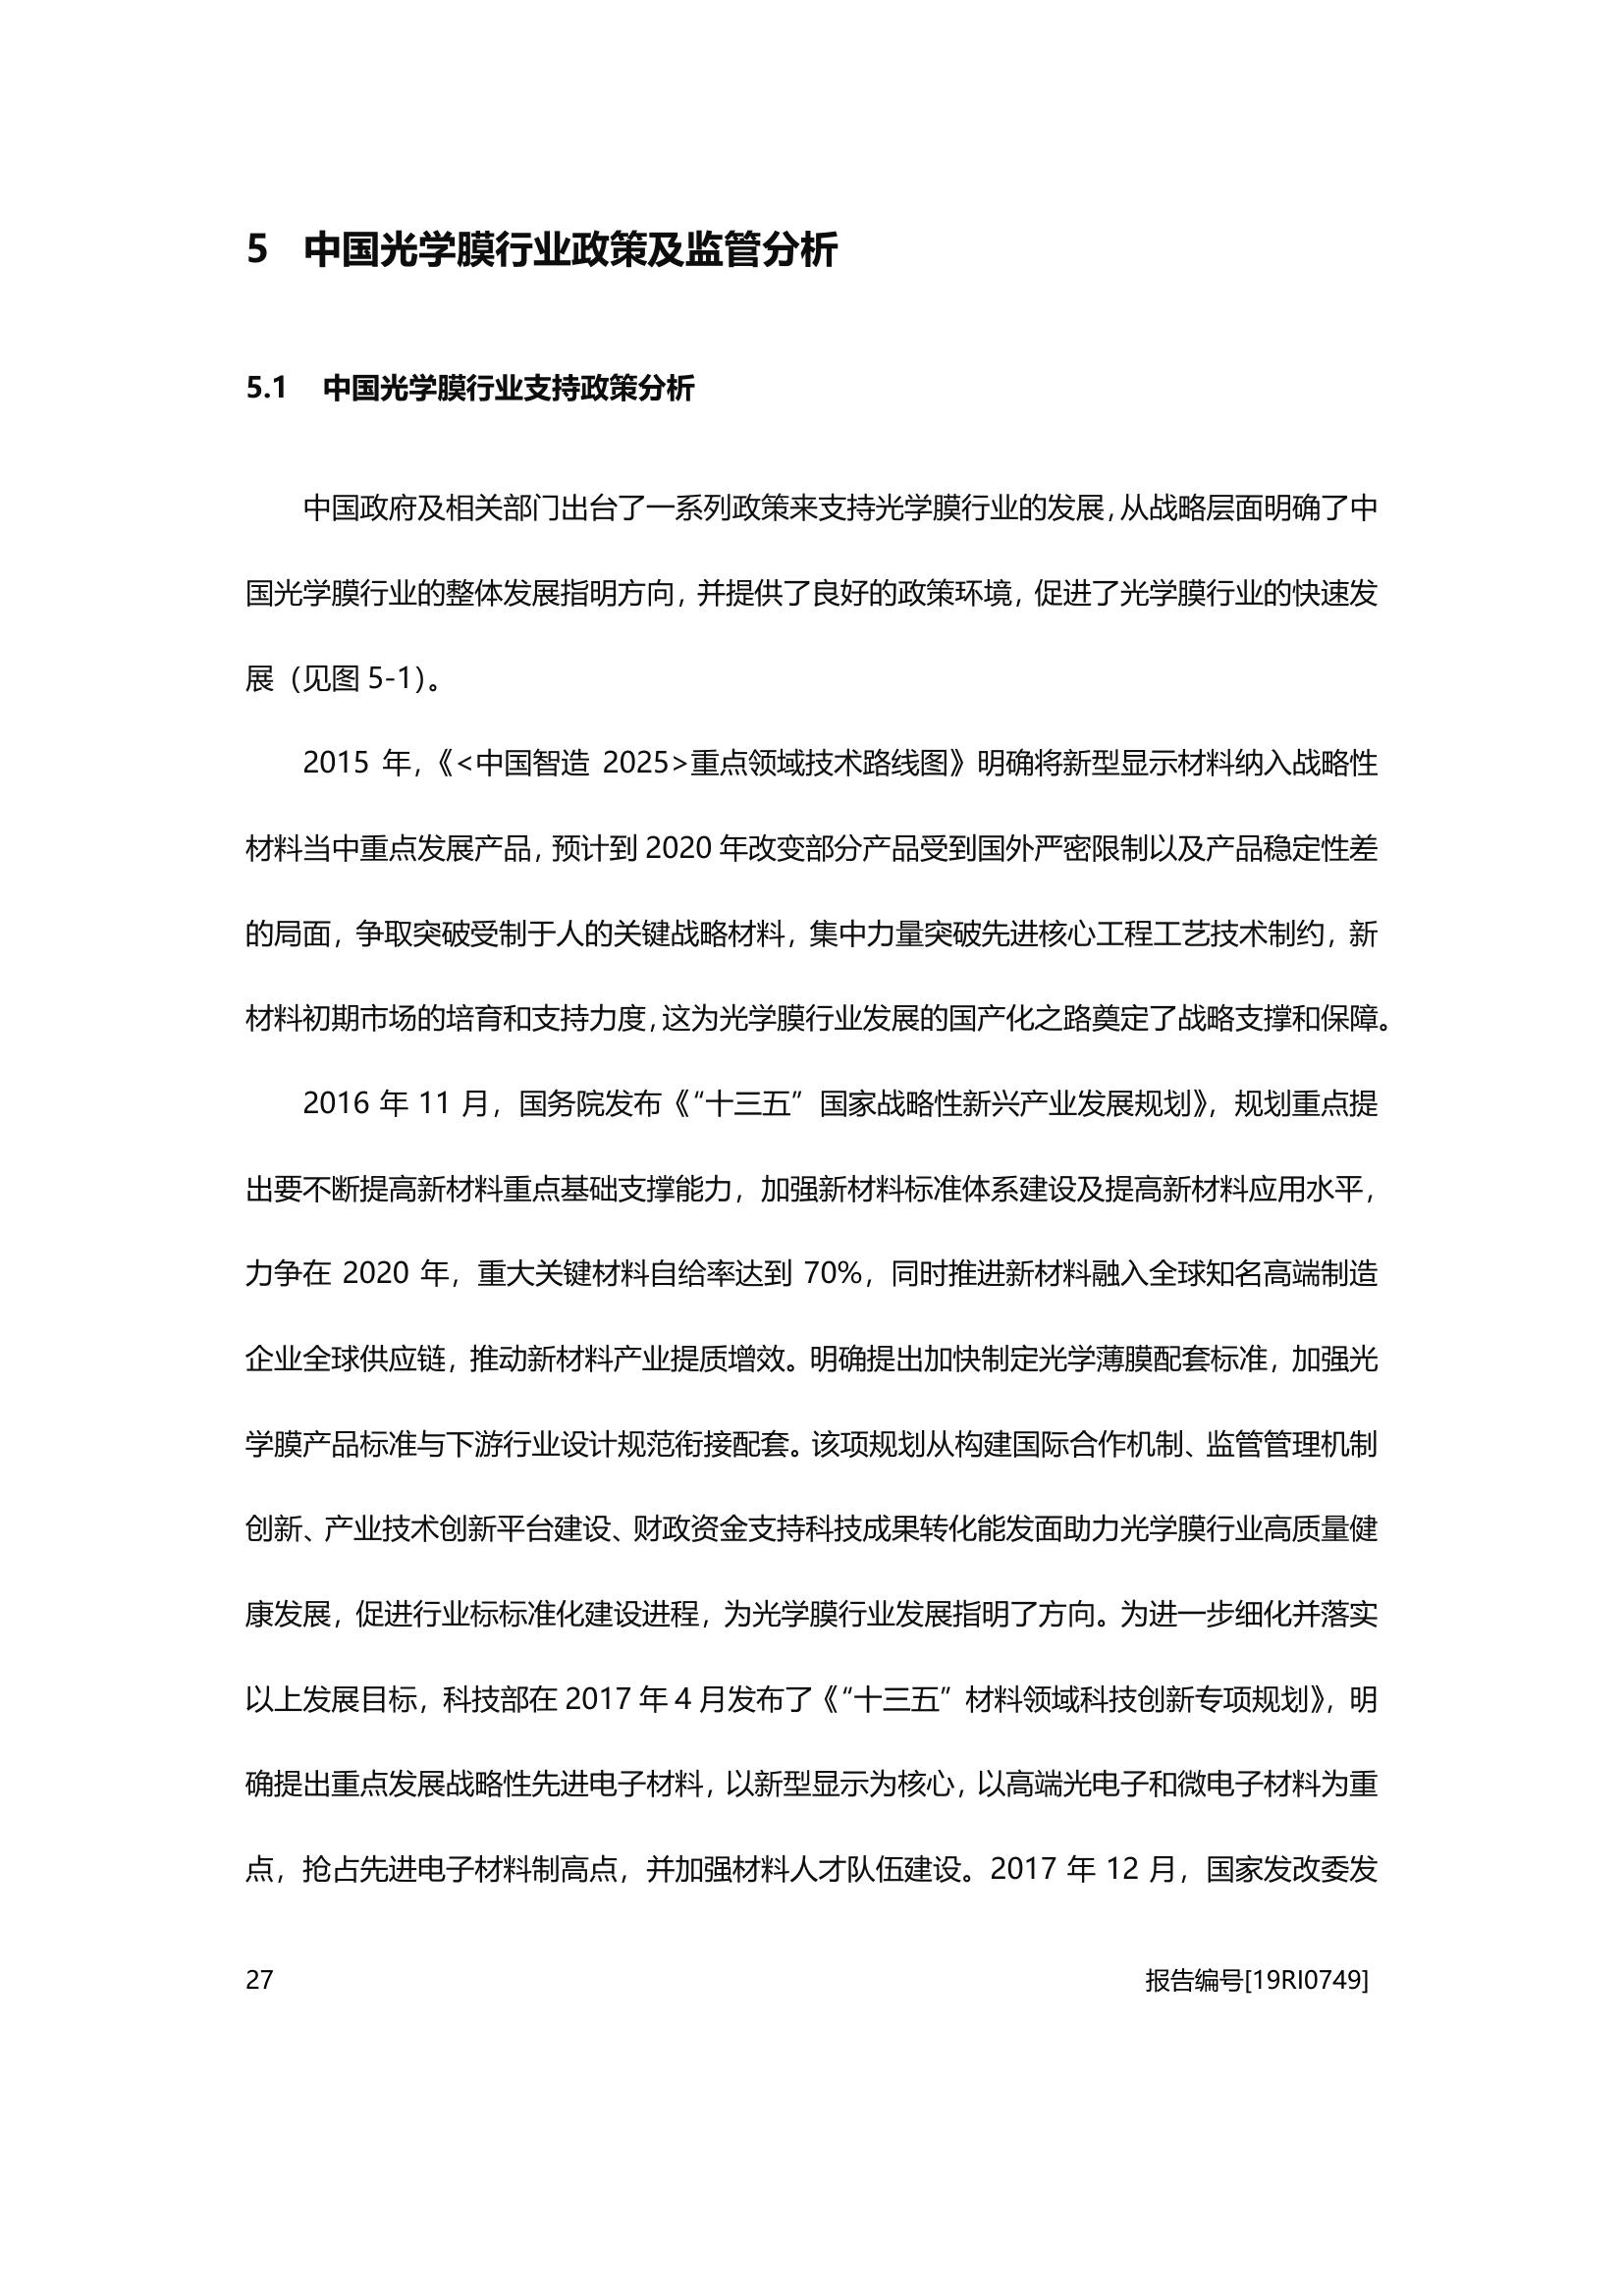 5 中国光学膜行业政策及监管分析
5.1 中国光学膜行业支持政策分析
中国政府及相关部门出台了一系列政策来支持光学膜行业的发展，从战略层面明确了中
国光学膜行业的整体发展指明方向，并提供了良好的政策环境，促进了光学膜行业的快速发
展（见图 5-1）。
2015 年，《<中国智造 2025>重点领域技术路线图》明确将新型显示材料纳入战略性
材料当中重点发展产品，预计到 2020 年改变部分产品受到国外严密限制以及产品稳定性差
的局面，争取突破受制于人的关键战略材料，集中力量突破先进核心工程工艺技术制约，新
材料初期市场的培育和支持力度，这为光学膜行业发展的国产化之路奠定了战略支撑和保障。
2016 年 11 月，国务院发布《“十三五”国家战略性新兴产业发展规划》，规划重点提
出要不断提高新材料重点基础支撑能力，加强新材料标准体系建设及提高新材料应用水平，
力争在 2020 年，重大关键材料自给率达到 70%，同时推进新材料融入全球知名高端制造
企业全球供应链，推动新材料产业提质增效。明确提出加快制定光学薄膜配套标准，加强光
学膜产品标准与下游行业设计规范衔接配套。该项规划从构建国际合作机制、监管管理机制
创新、产业技术创新平台建设、财政资金支持科技成果转化能发面助力光学膜行业高质量健
康发展，促进行业标标准化建设进程，为光学膜行业发展指明了方向。为进一步细化并落实
以上发展目标，科技部在 2017 年 4 月发布了《“十三五”材料领域科技创新专项规划》，明
确提出重点发展战略性先进电子材料，以新型显示为核心，以高端光电子和微电子材料为重
点，抢占先进电子材料制高点，并加强材料人才队伍建设。2017 年 12 月，国家发改委发
27 报告编号[19RI0749]